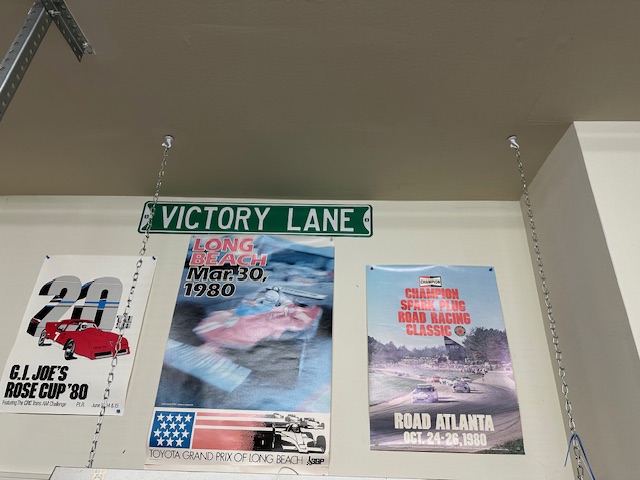 VICTORY LANE
20
G.I. JOE'S
ROSE CUP '80
LONG
BEACH
Mar. 30,
1980
TOYOTA GRAND PRIX OF LONG BEACH
CHAMPION
CHAMPION
SPARK PLUG
ROAD RACING
CLASSIC
ROAD ATLANTA
OCT. 24-26, 1980